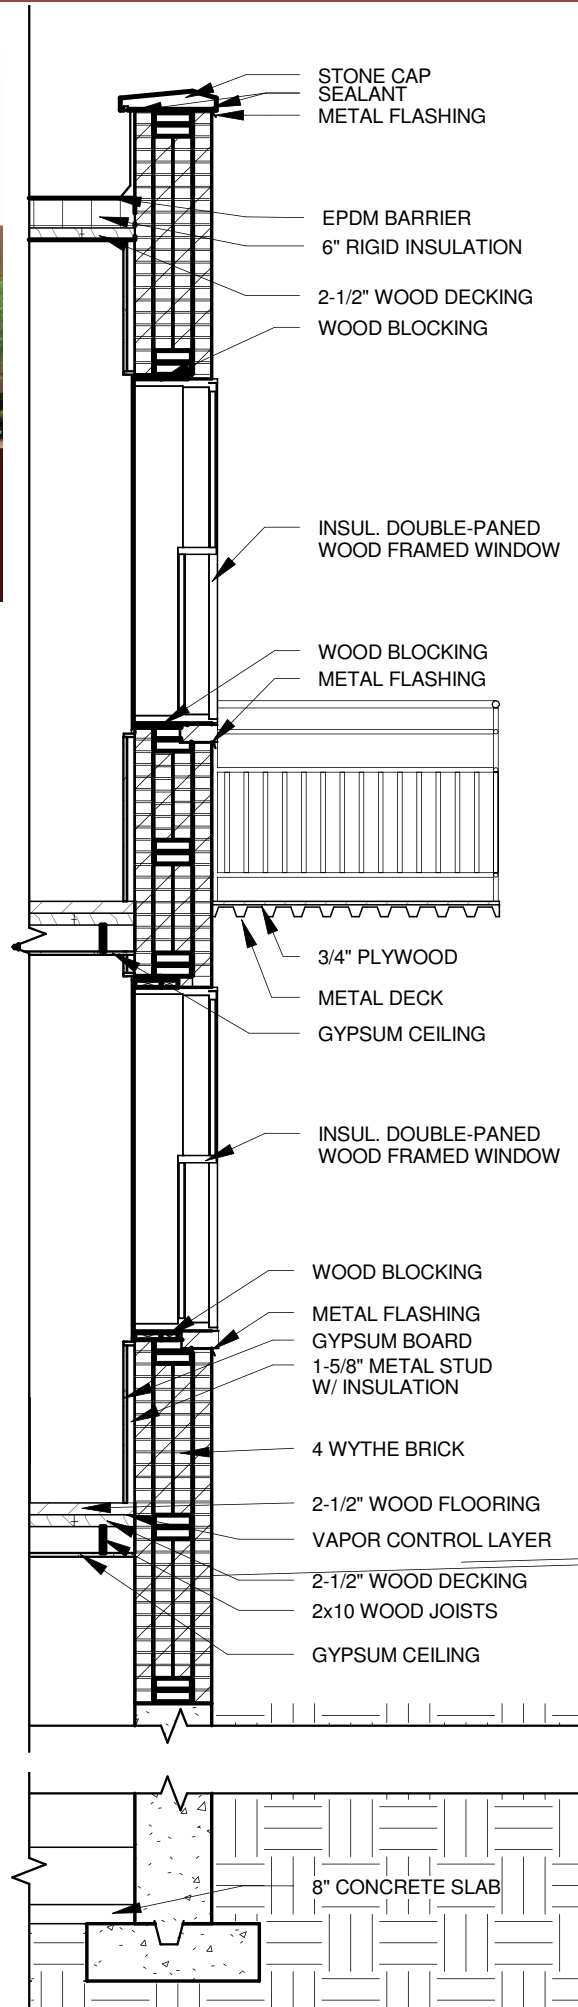 STONE CAP
SEALANT
METAL FLASHING
EPDM BARRIER
6" RIGID INSULATION
2-1/2" WOOD DECKING
WOOD BLOCKING
INSUL. DOUBLE-PANED
WOOD FRAMED WINDOW
WOOD BLOCKING
METAL FLASHING
3/4" PLYWOOD
METAL DECK
GYPSUM CEILING
INSUL. DOUBLE-PANED
WOOD FRAMED WINDOW
WOOD BLOCKING
METAL FLASHING
GYPSUM BOARD
1-5/8" METAL STUD
W/ INSULATION
4 WYTHE BRICK
2-1/2" WOOD FLOORING
VAPOR CONTROL LAYER
2-1/2" WOOD DECKING
2x10 WOOD JOISTS
GYPSUM CEILING
8" CONCRETE SLAB